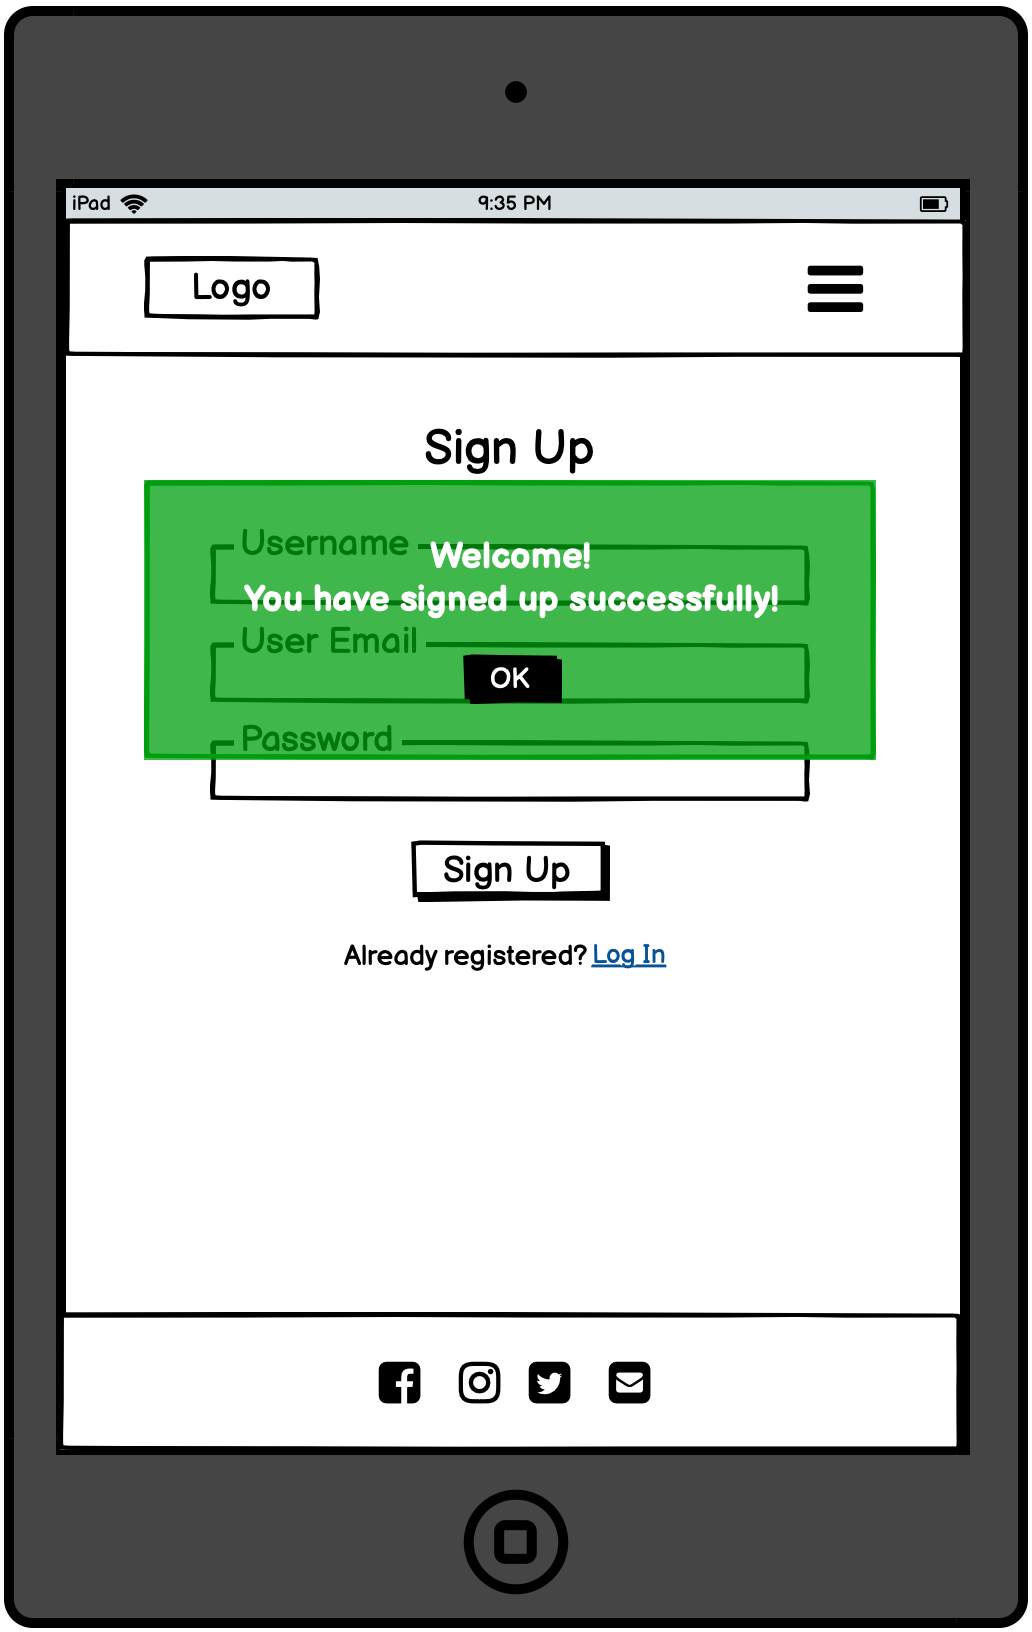 iPad 9:35 PM
Logo
Sign Up
Username
Welcome!
You have signed up successfully!
User Email
OK
Password
Sign Up
Already registered? Log In